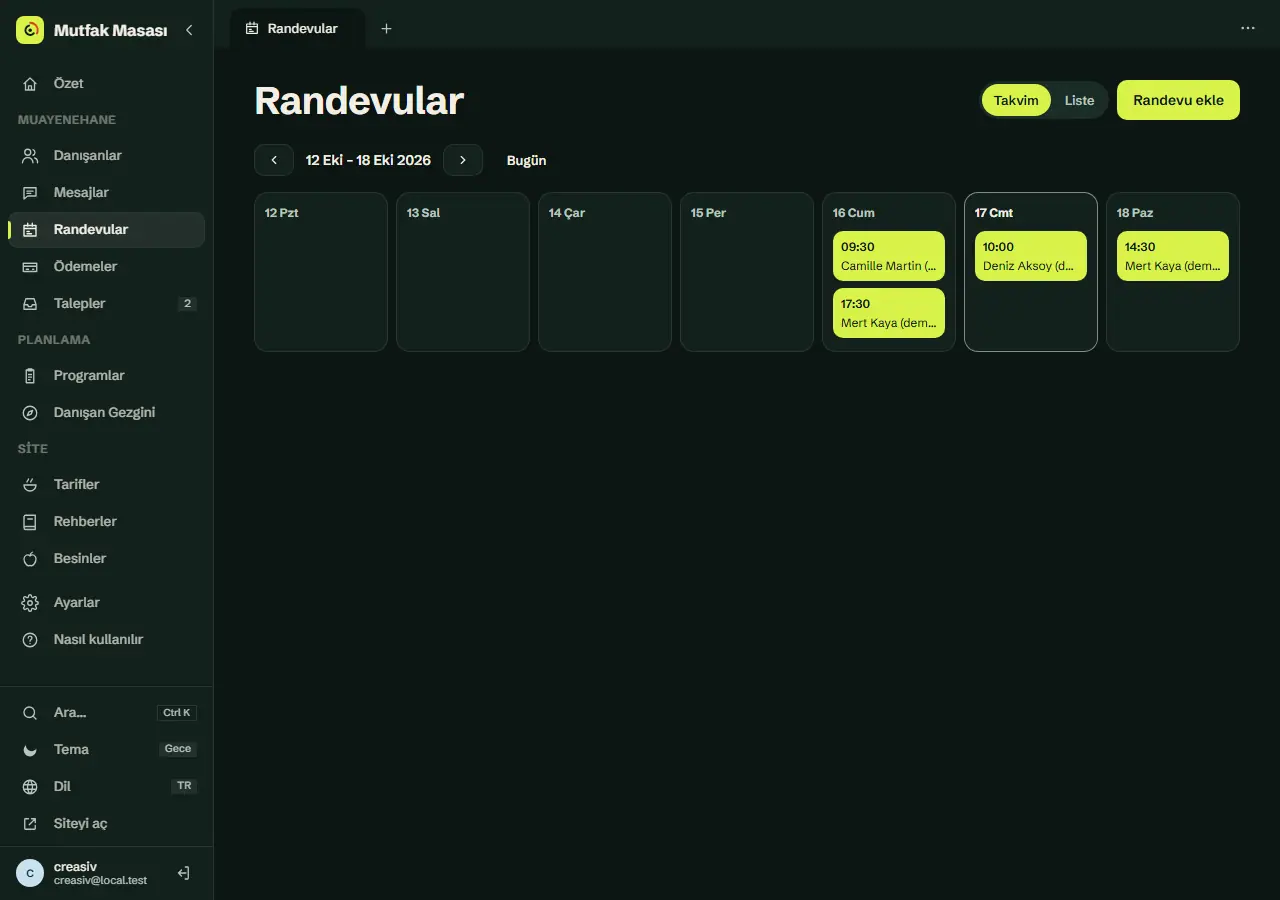 Mutfak Masası
Randevular
Özet
MUAYENEHANE
Danışanlar
Mesajlar
Randevular
Ödemeler
Talepler 2
PLANLAMA
Programlar
Danışan Gezgini
SİTE
Tarifler
Rehberler
Besinler
Ayarlar
Nasıl kullanılır
Ara... Ctrl K
Tema Gece
Dil TR
Siteyi aç
C
creasiv
creasiv@local.test
Randevular
Takvim Liste Randevu ekle
12 Eki – 18 Eki 2026 Bugün
12 Pzt
13 Sal
14 Çar
15 Per
16 Cum
09:30
Camille Martin (...
17:30
Mert Kaya (dem...
17 Cmt
10:00
Deniz Aksoy (d...
18 Paz
14:30
Mert Kaya (dem...